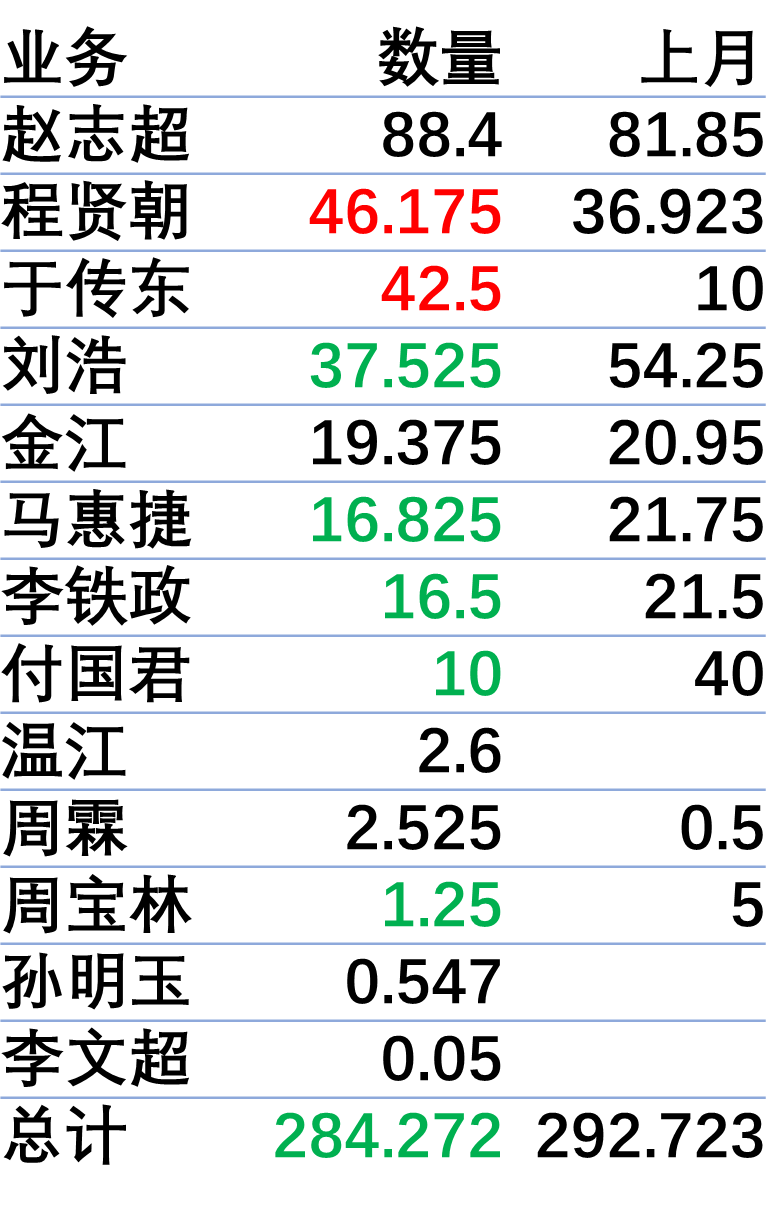 业务 数量 上月
赵志超 88.4 81.85
程贤朝 46.175 36.923
于传东 42.5 10
刘浩 37.525 54.25
金江 19.375 20.95
马惠捷 16.825 21.75
李铁政 16.5 21.5
付国君 10 40
温江 2.6
周霖 2.525 0.5
周宝林 1.25 5
孙明玉 0.547
李文超 0.05
总计 284.272 292.723